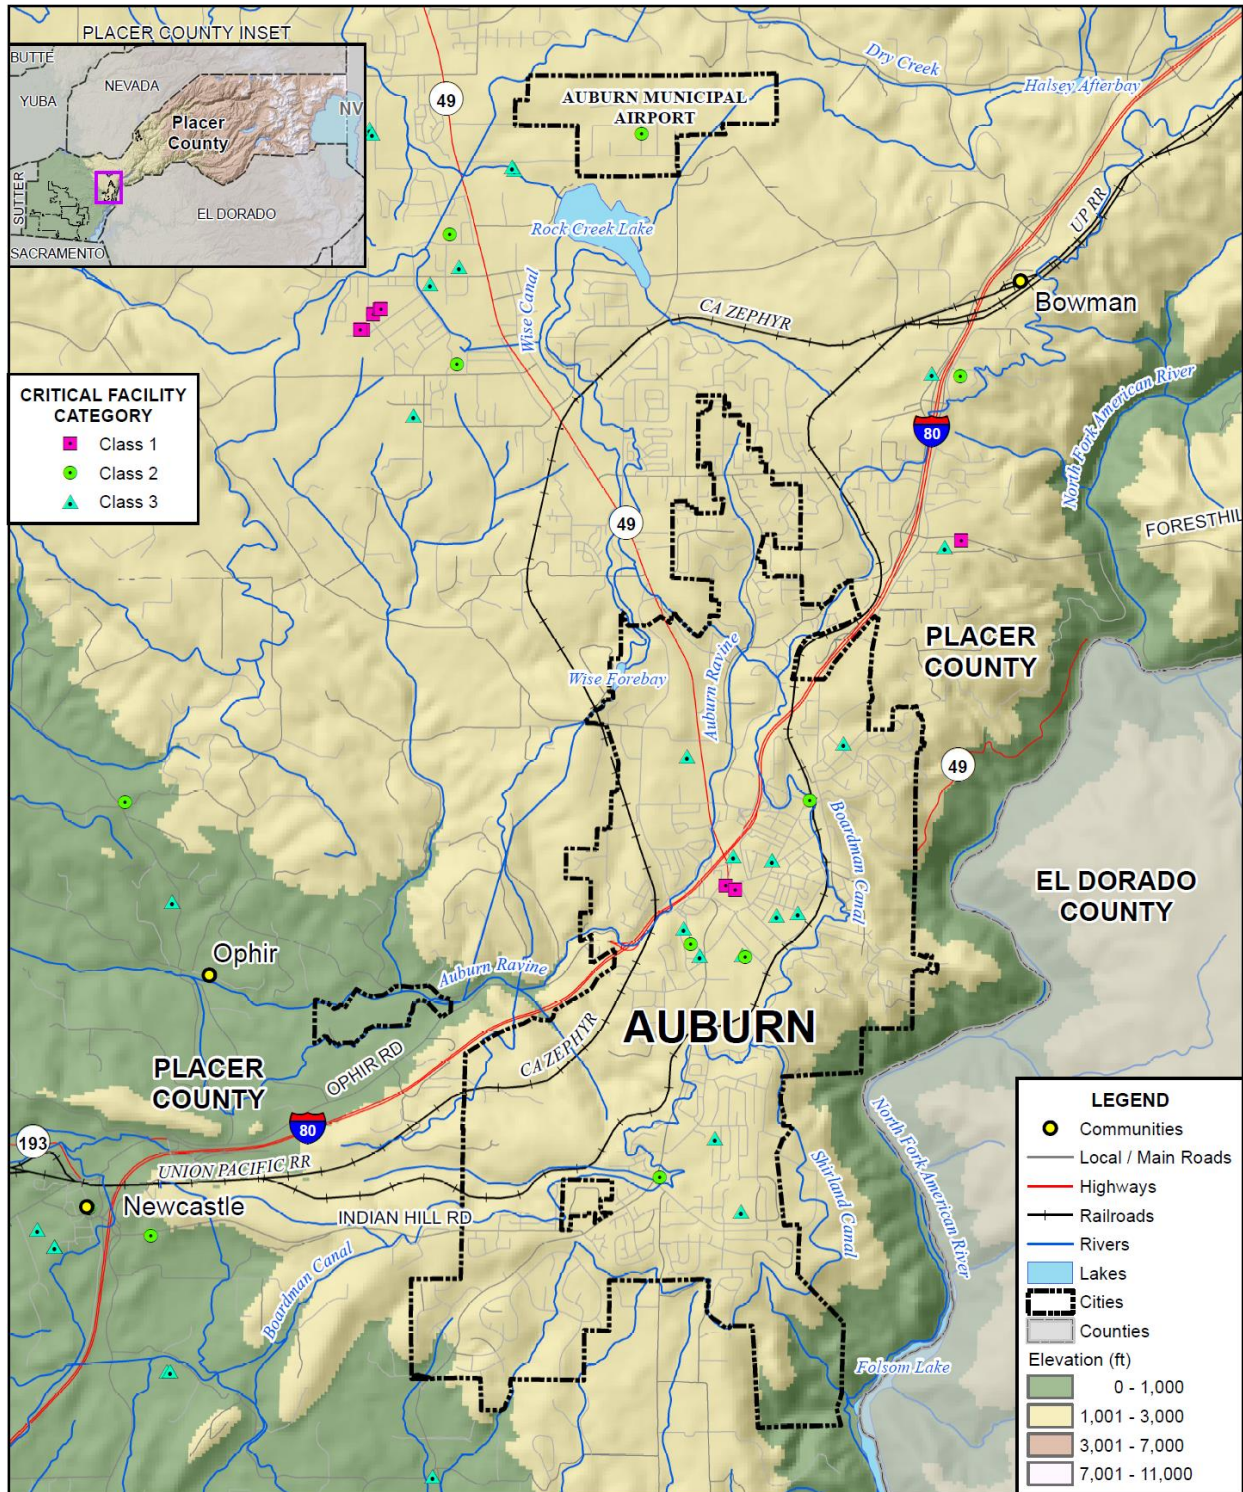 PLACER COUNTY INSET
BUTTE
NEVADA
YUBA
NV
Placer
County
SUTTER
EL DORADO
SACRAMENTO
49
AUBURN MUNICIPAL
AIRPORT
Dry Creek
Halsey Afterbay
Rock Creek Lake
UP RR
Bowman
Wise Canal
CA ZEPHYR
CRITICAL FACILITY
CATEGORY
Class 1
Class 2
Class 3
80
North Fork American River
49
FORESTHIL
PLACER
COUNTY
Wise Forebay
Auburn Ravine
49
Boardman Canal
EL DORADO
COUNTY
Ophir
Auburn Ravine
AUBURN
PLACER
COUNTY
OPHIR RD
CA ZEPHYR
80
193
UNION PACIFIC RR
Newcastle
INDIAN HILL RD
Boardman Canal
Shirland Canal
North Fork American River
Folsom Lake
LEGEND
Communities
Local / Main Roads
Highways
Railroads
Rivers
Lakes
Cities
Counties
Elevation (ft)
0 - 1,000
1,001 - 3,000
3,001 - 7,000
7,001 - 11,000